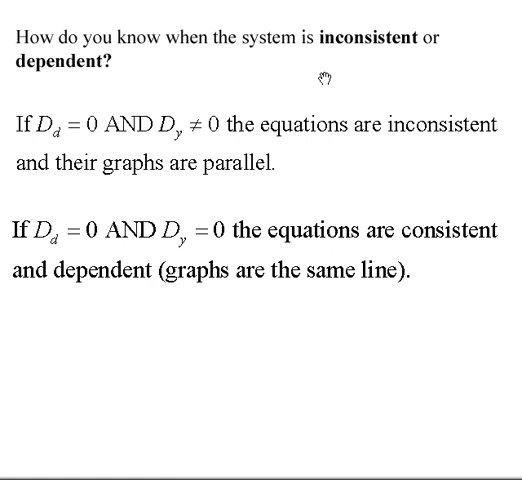 How do you know when the system is inconsistent or
dependent?
If D_d = 0 AND D_y ≠ 0 the equations are inconsistent
and their graphs are parallel.
If D_d = 0 AND D_y = 0 the equations are consistent
and dependent (graphs are the same line).